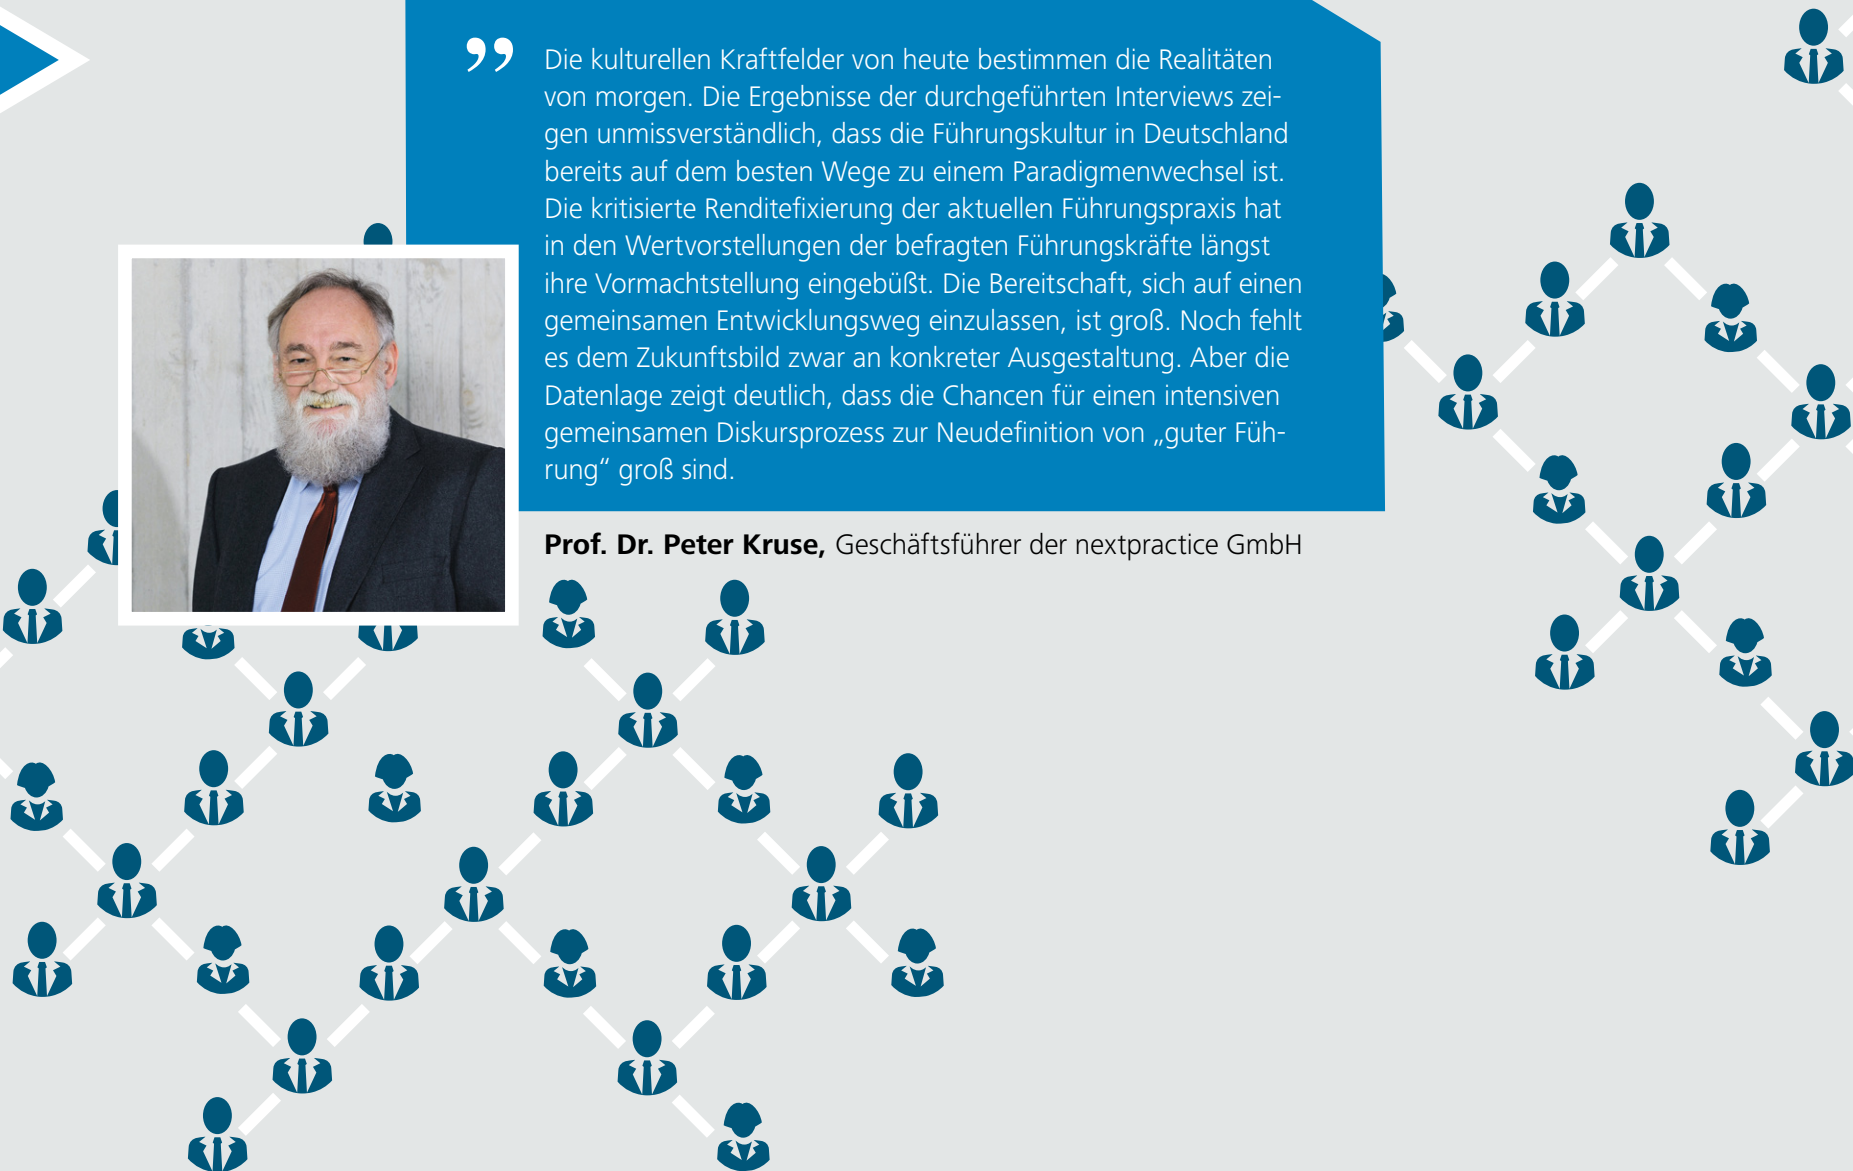 ”
Die kulturellen Kraftfelder von heute bestimmen die Realitäten
von morgen. Die Ergebnisse der durchgeführten Interviews zei-
gen unmissverständlich, dass die Führungskultur in Deutschland
bereits auf dem besten Wege zu einem Paradigmenwechsel ist.
Die kritisierte Renditefixierung der aktuellen Führungspraxis hat
in den Wertvorstellungen der befragten Führungskräfte längst
ihre Vormachtstellung eingebüßt. Die Bereitschaft, sich auf einen
gemeinsamen Entwicklungsweg einzulassen, ist groß. Noch fehlt
es dem Zukunftsbild zwar an konkreter Ausgestaltung. Aber die
Datenlage zeigt deutlich, dass die Chancen für einen intensiven
gemeinsamen Diskursprozess zur Neudefinition von „guter Füh-
rung“ groß sind.
Prof. Dr. Peter Kruse, Geschäftsführer der nextpractice GmbH